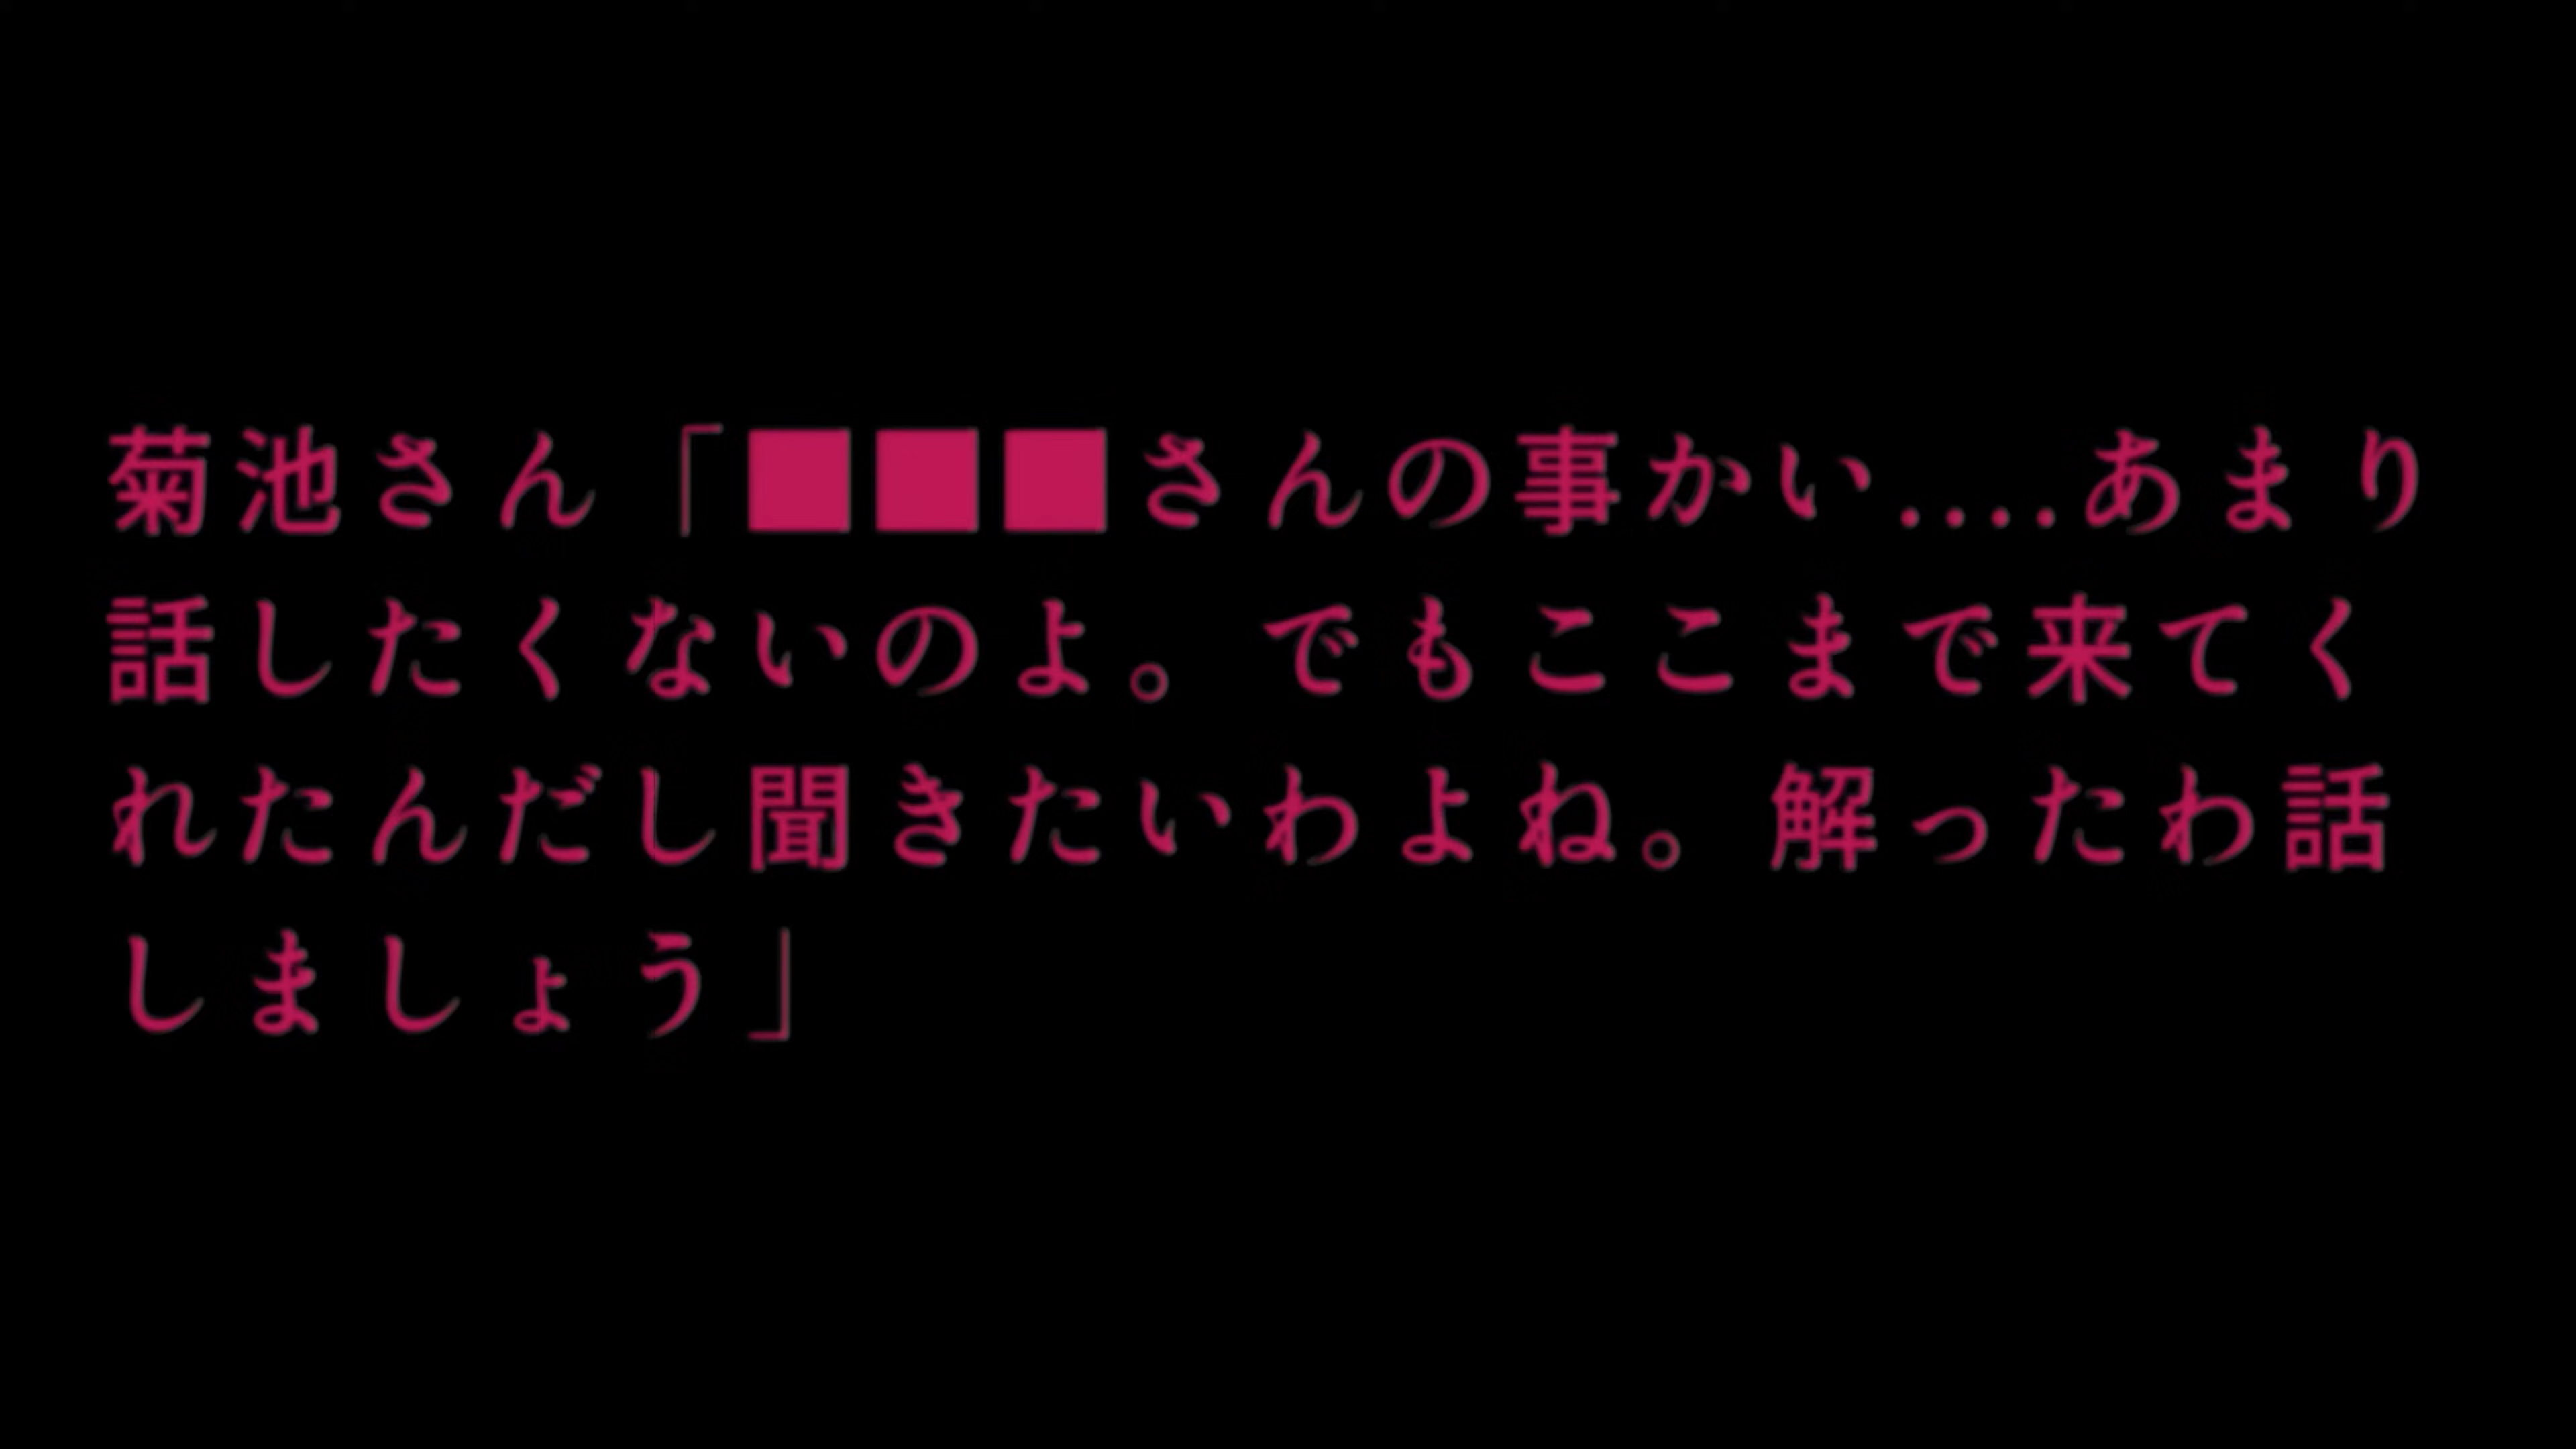 菊池さん「■■■さんの事かい....あまり
話したくないのよ。でもここまで来てく
れたんだし聞きたいわよね。解ったわ話
しましょう」